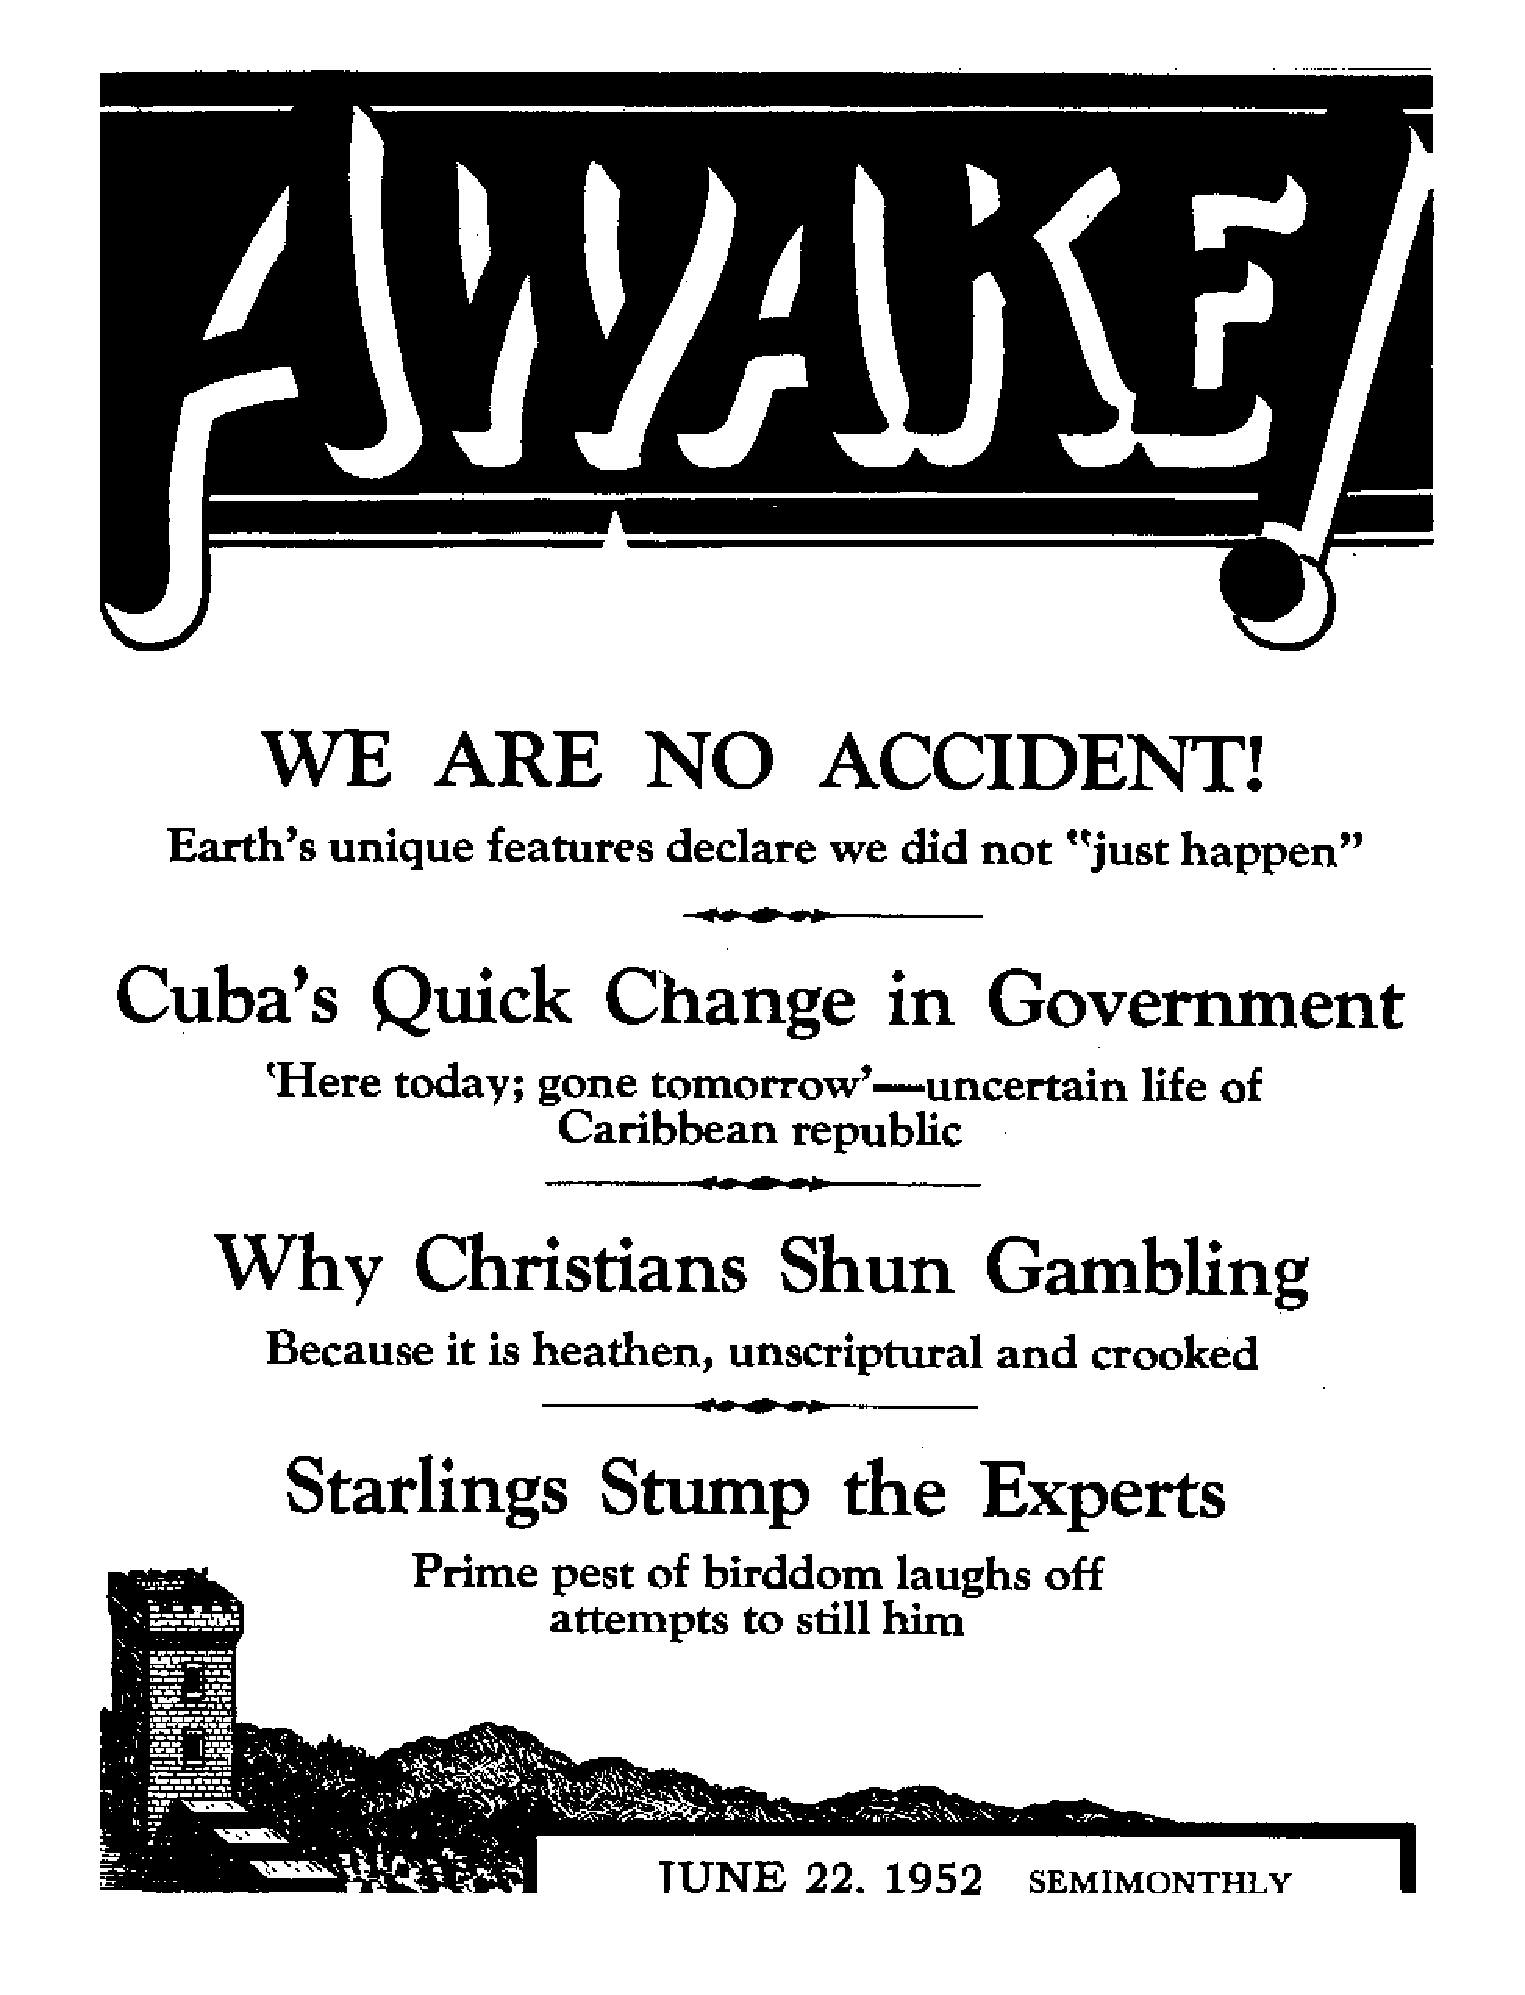 AWAKE!
WE ARE NO ACCIDENT!
Earth's unique features declare we did not "just happen"
Cuba's Quick Change in Government
'Here today; gone tomorrow'—uncertain life of
Caribbean republic
Why Christians Shun Gambling
Because it is heathen, unscriptural and crooked
Starlings Stump the Experts
Prime pest of birddom laughs off
attempts to still him
JUNE 22, 1952 SEMIMONTHLY